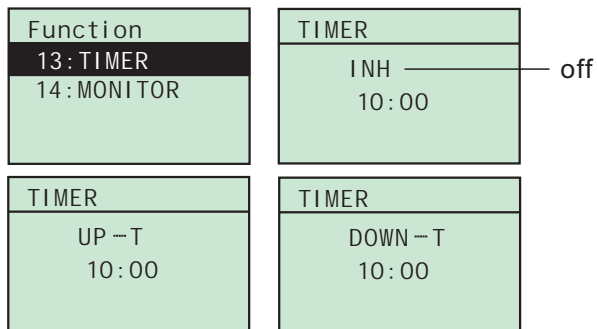 Function
13:TIMER
14:MONITOR
TIMER
INH
off
10:00
TIMER
UP-T
10:00
TIMER
DOWN-T
10:00